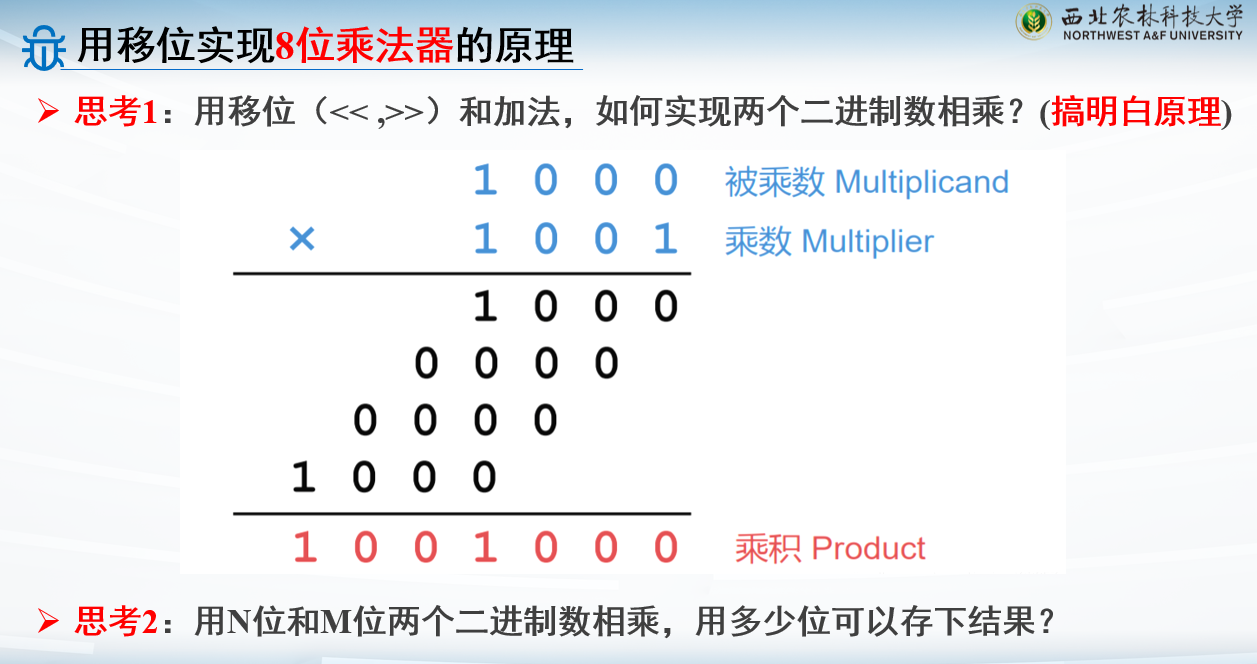 西北农林科技大学
NORTHWEST A&F UNIVERSITY
用移位实现8位乘法器的原理
思考1：用移位（<< ,>>）和加法，如何实现两个二进制数相乘？(搞明白原理)
1 0 0 0 被乘数 Multiplicand
× 1 0 0 1 乘数 Multiplier
1 0 0 0
0 0 0 0
0 0 0 0
1 0 0 0
1 0 0 1 0 0 0 乘积 Product
思考2：用N位和M位两个二进制数相乘，用多少位可以存下结果？